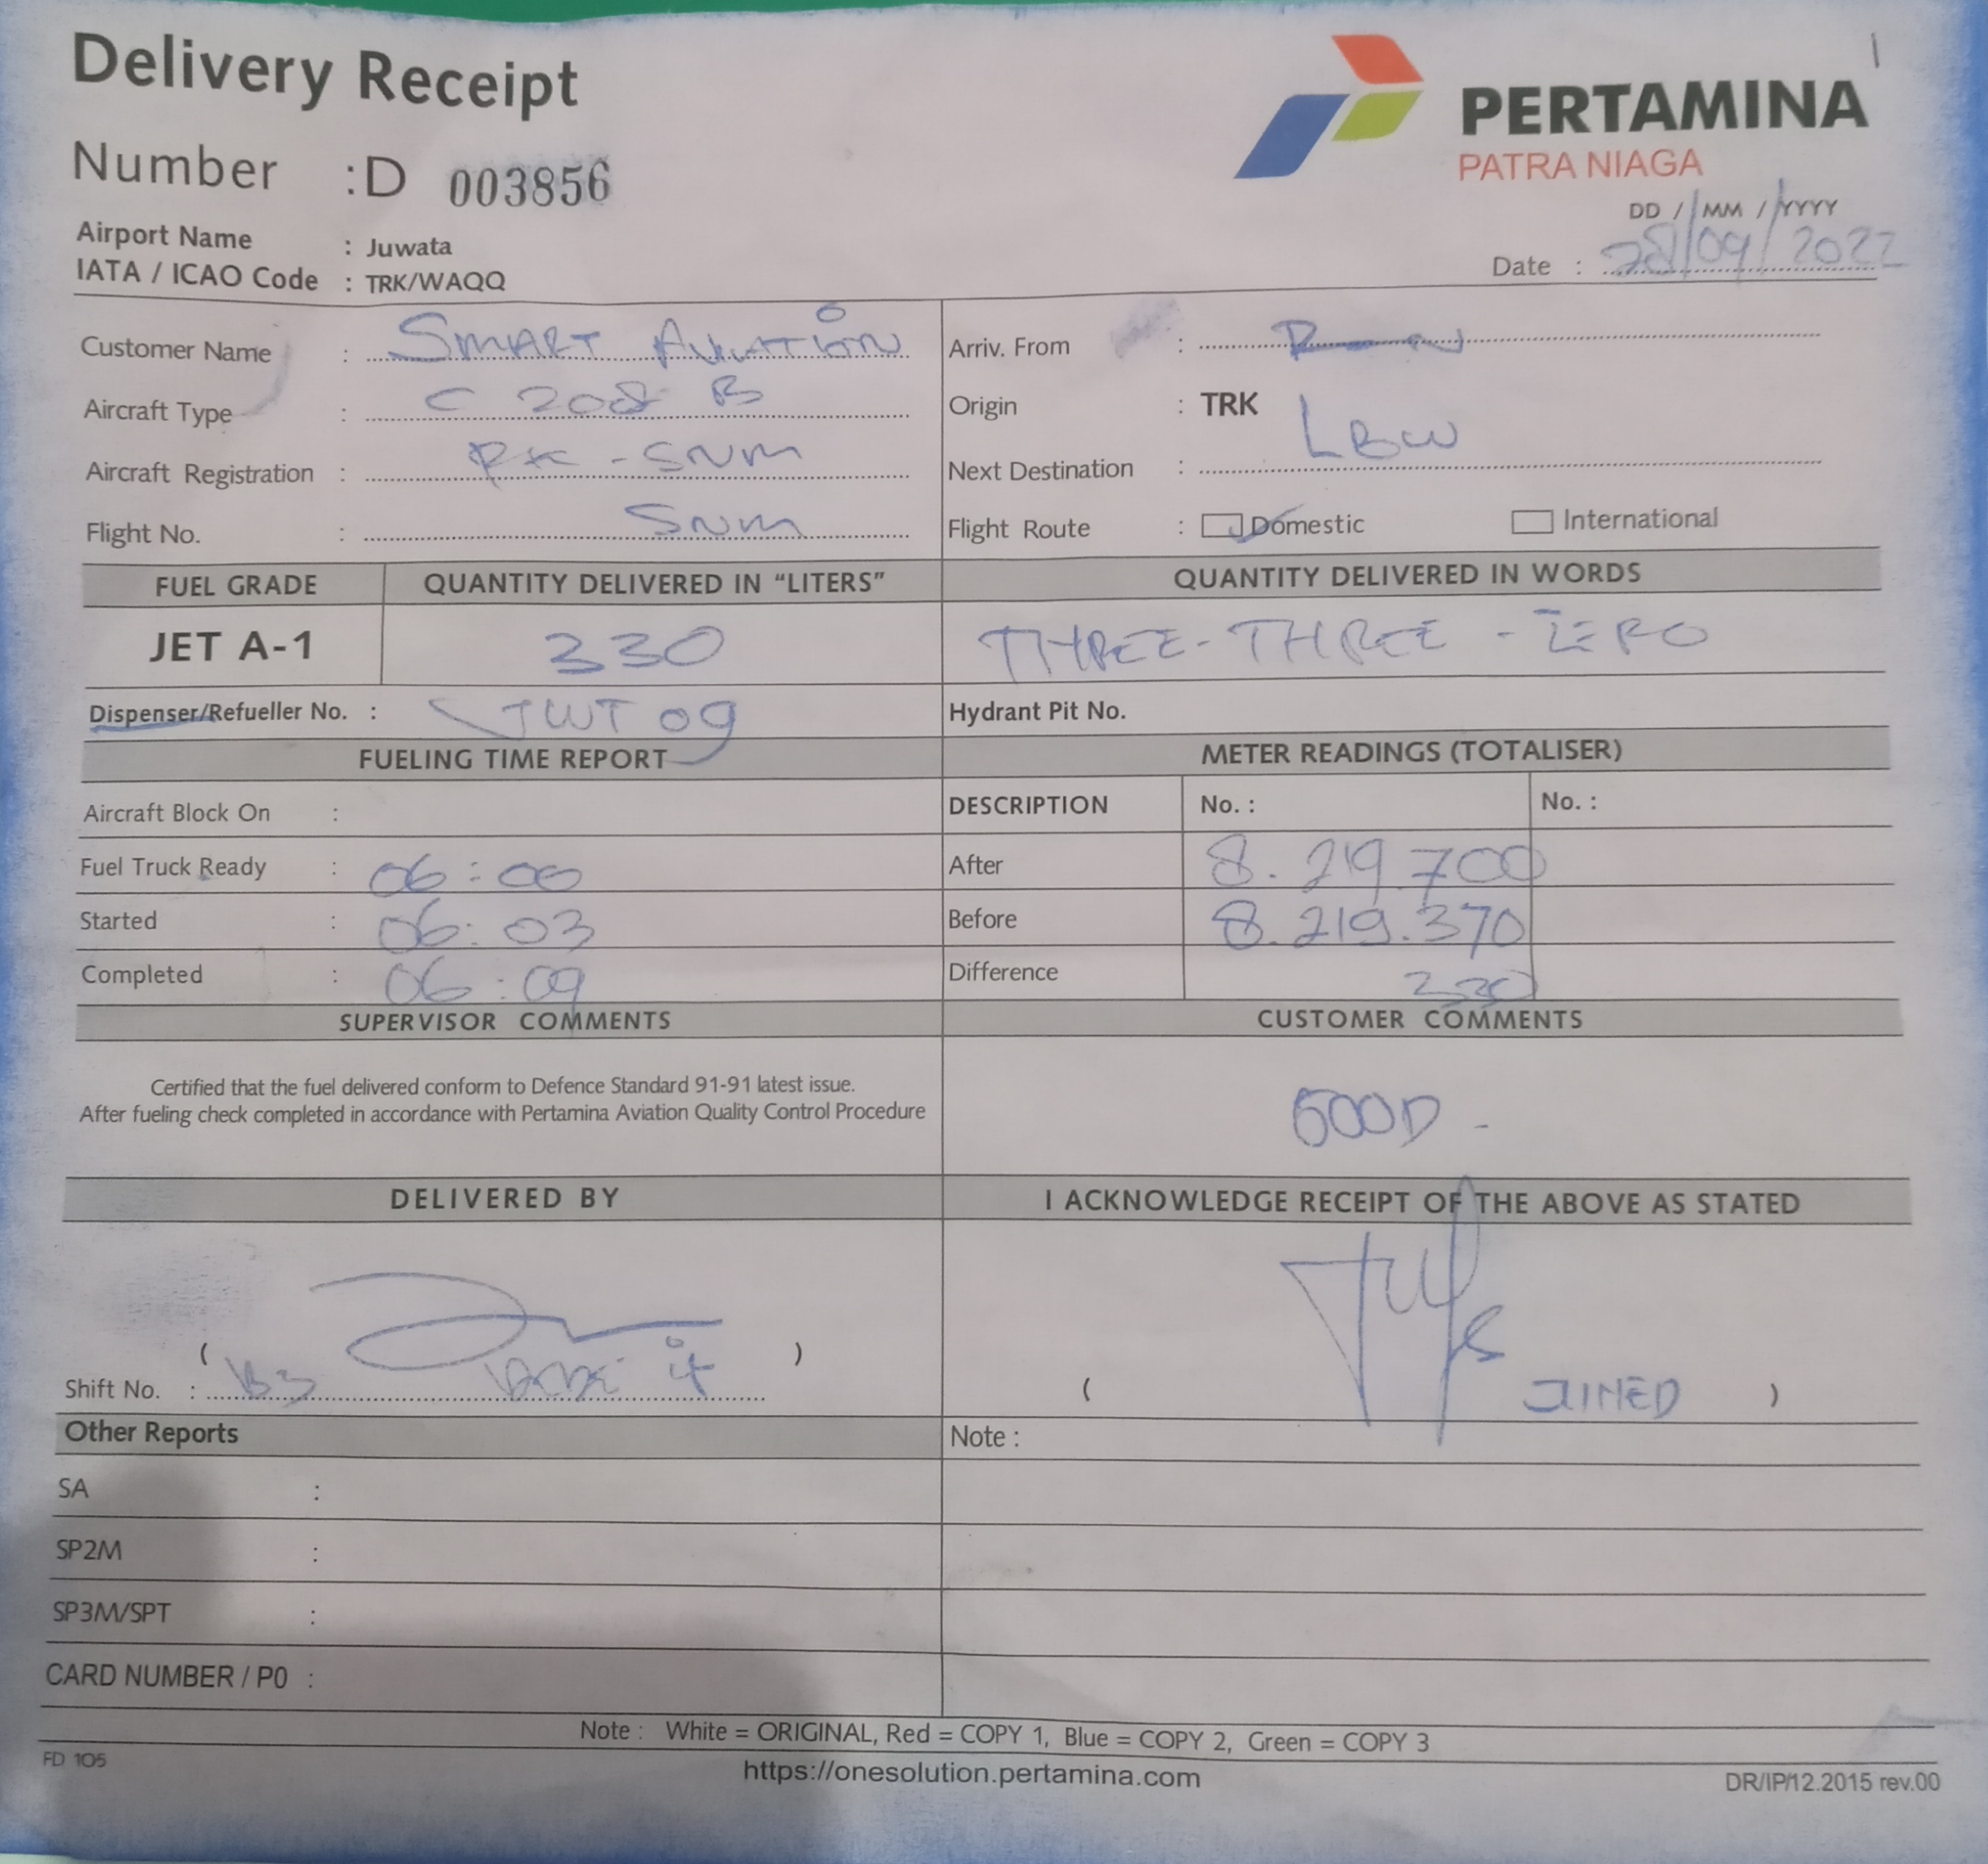 Delivery Receipt
PERTAMINA
PATRA NIAGA
Number :D 003856
DD / MM / YYYY
Airport Name : Juwata
IATA / ICAO Code : TRK/WAQQ
Date : 28/09/2022
Customer Name : SMART AVIATION
Arriv. From :
Aircraft Type : C 208 B
Origin : TRK
Aircraft Registration : PK - SNM
Next Destination : LBW
Flight No. : SNM
Flight Route : Domestic International
FUEL GRADE QUANTITY DELIVERED IN “LITERS” QUANTITY DELIVERED IN WORDS
JET A-1 330 THREE-THREE - ZERO
Dispenser/Refueller No. : JWT 09 Hydrant Pit No.
FUELING TIME REPORT METER READINGS (TOTALISER)
Aircraft Block On : DESCRIPTION No. : No. :
Fuel Truck Ready : 06:00 After 8.219.700
Started : 06:03 Before 8.219.370
Completed : 06:09 Difference 330
SUPERVISOR COMMENTS CUSTOMER COMMENTS
Certified that the fuel delivered conform to Defence Standard 91-91 latest issue.
After fueling check completed in accordance with Pertamina Aviation Quality Control Procedure
GOOD -
DELIVERED BY I ACKNOWLEDGE RECEIPT OF THE ABOVE AS STATED
( )
Shift No. :
( )
Other Reports Note :
SA :
SP2M :
SP3M/SPT :
CARD NUMBER / P0 :
Note : White = ORIGINAL, Red = COPY 1, Blue = COPY 2, Green = COPY 3
FD 105
https://onesolution.pertamina.com
DR/IP/12.2015 rev.00